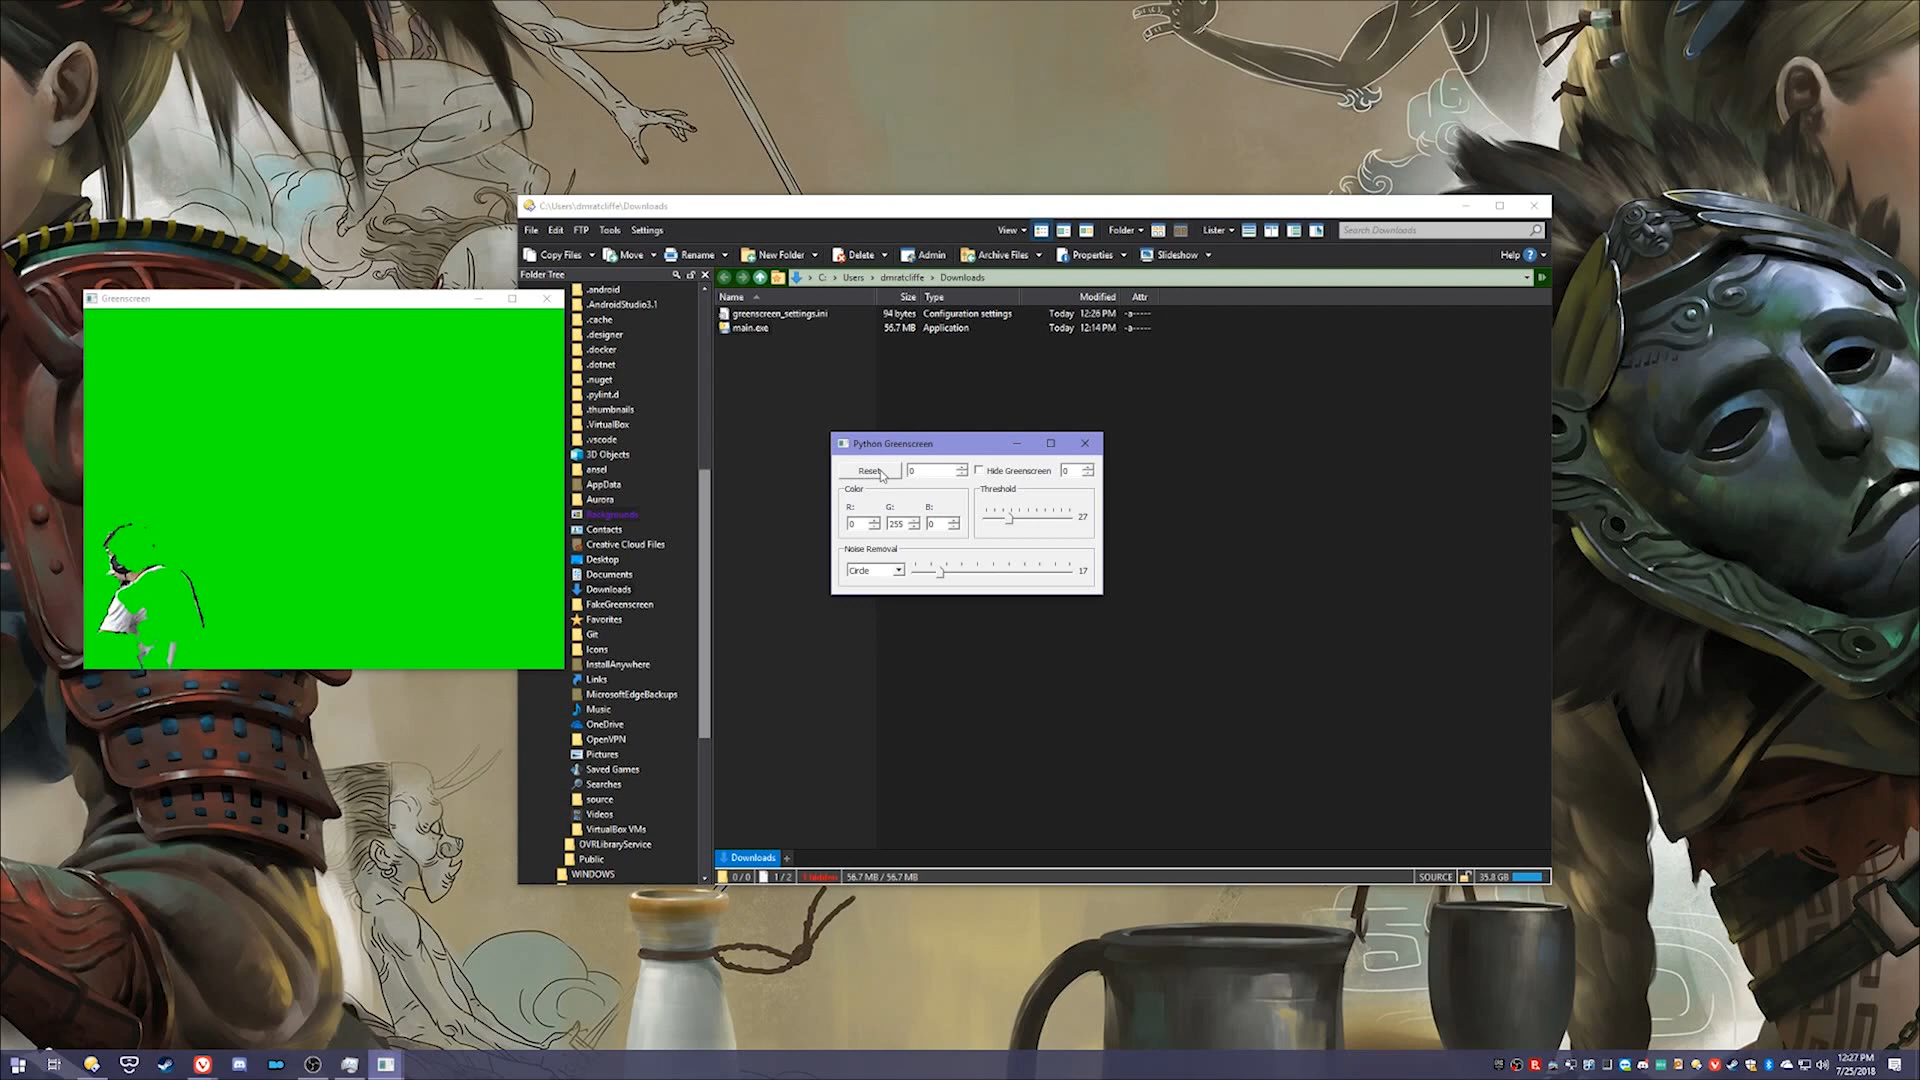 C:\Users\dmratcliffe\Downloads
File Edit FTP Tools Settings View Folder Lister Search Downloads
Copy Files Move Rename New Folder Delete Admin Archive Files Properties Slideshow Help
Folder Tree
C: Users dmratcliffe Downloads
Name Size Type Modified Attr
greenscreen_settings.ini 94 bytes Configuration settings Today 12:26 PM -a-----
main.exe 56.7 MB Application Today 12:14 PM -a-----
.android
.AndroidStudio3.1
.cache
.designer
.docker
.dotnet
.nuget
.pylint.d
.thumbnails
.VirtualBox
.vscode
3D Objects
ansel
AppData
Aurora
Backgrounds
Contacts
Creative Cloud Files
Desktop
Documents
Downloads
FakeGreenscreen
Favorites
Git
Icons
InstallAnywhere
Links
MicrosoftEdgeBackups
Music
OneDrive
OpenVPN
Pictures
Saved Games
Searches
source
Videos
VirtualBox VMs
OVRLibraryService
Public
WINDOWS
Greenscreen
Python Greenscreen
Reset 0 Hide Greenscreen 0
Color Threshold
R: G: B:
0 255 0 27
Noise Removal
Circle 17
Downloads
0 / 0 1 / 2 1 hidden 56.7 MB / 56.7 MB SOURCE 35.8 GB
12:27 PM
7/25/2018